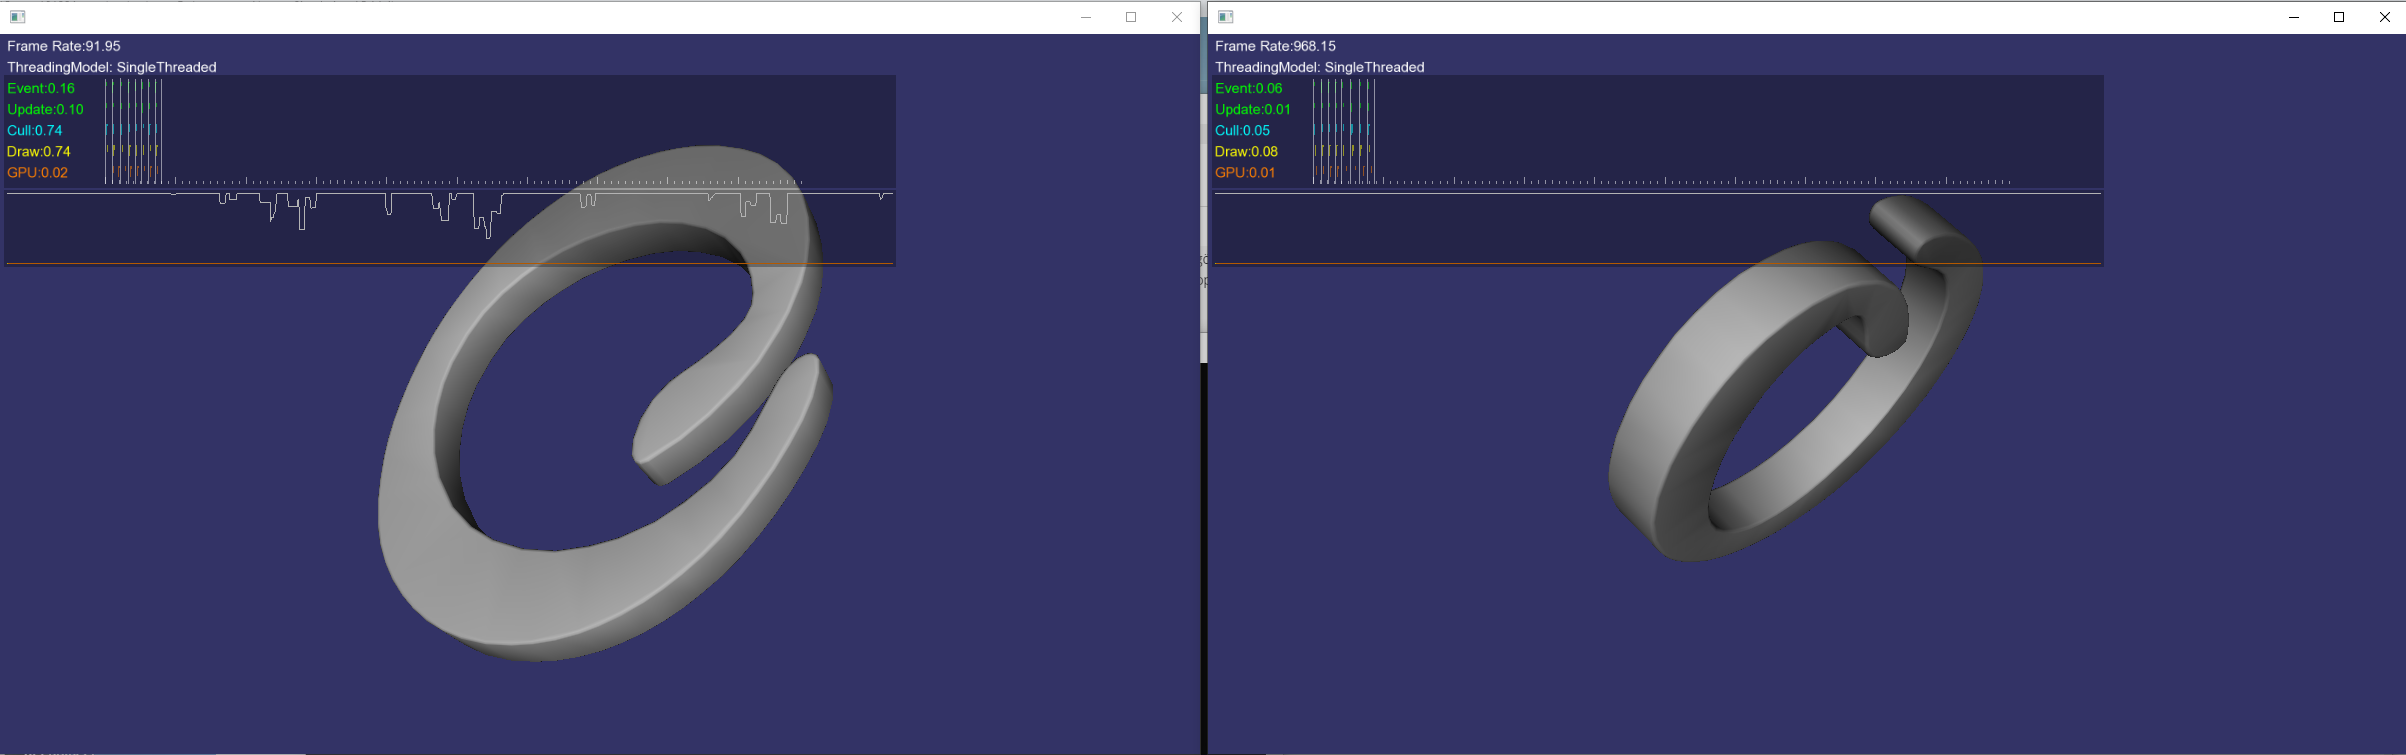 Frame Rate:91.95
ThreadingModel: SingleThreaded
Event:0.16
Update:0.10
Cull:0.74
Draw:0.74
GPU:0.02
Frame Rate:968.15
ThreadingModel: SingleThreaded
Event:0.06
Update:0.01
Cull:0.05
Draw:0.08
GPU:0.01